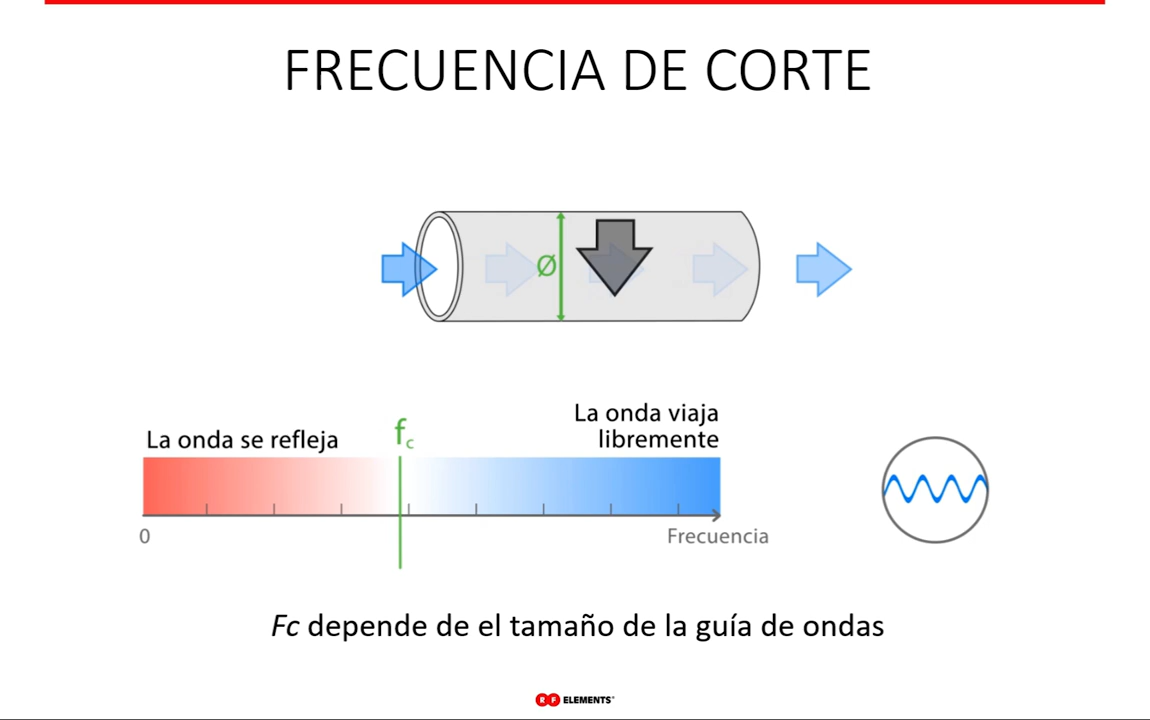 FRECUENCIA DE CORTE
Ø
La onda se refleja
fc
La onda viaja
libremente
0
Frecuencia
Fc depende de el tamaño de la guía de ondas
RF ELEMENTS